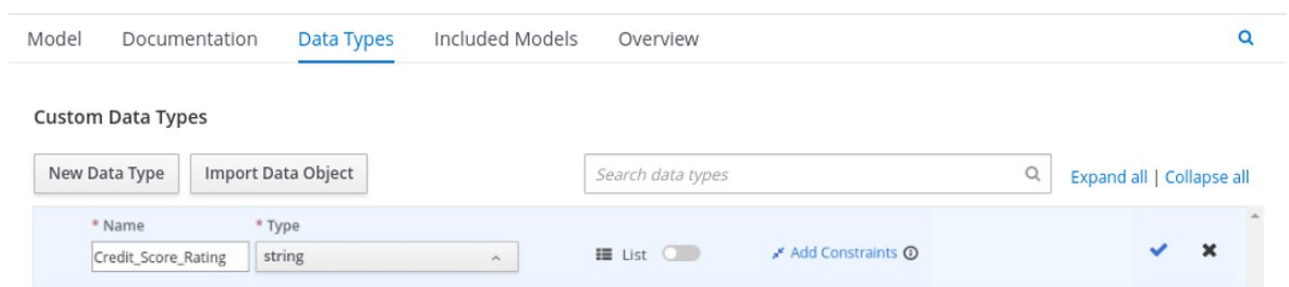 Model Documentation Data Types Included Models Overview
Custom Data Types
New Data Type Import Data Object Search data types Expand all | Collapse all
* Name * Type
Credit_Score_Rating string List Add Constraints